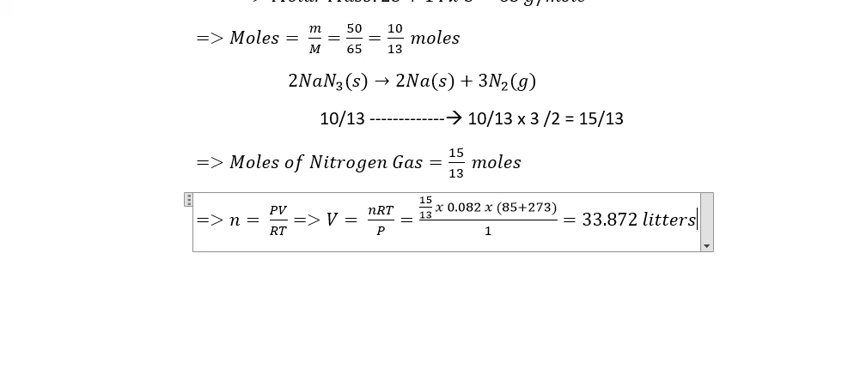 => Moles = m/M = 50/65 = 10/13 moles
2NaN₃(s) → 2Na(s) + 3N₂(g)
10/13 -------------→ 10/13 x 3 /2 = 15/13
=> Moles of Nitrogen Gas = 15/13 moles
=> n = PV/RT => V = nRT/P = (15/13 x 0.082 x (85+273))/1 = 33.872 litters